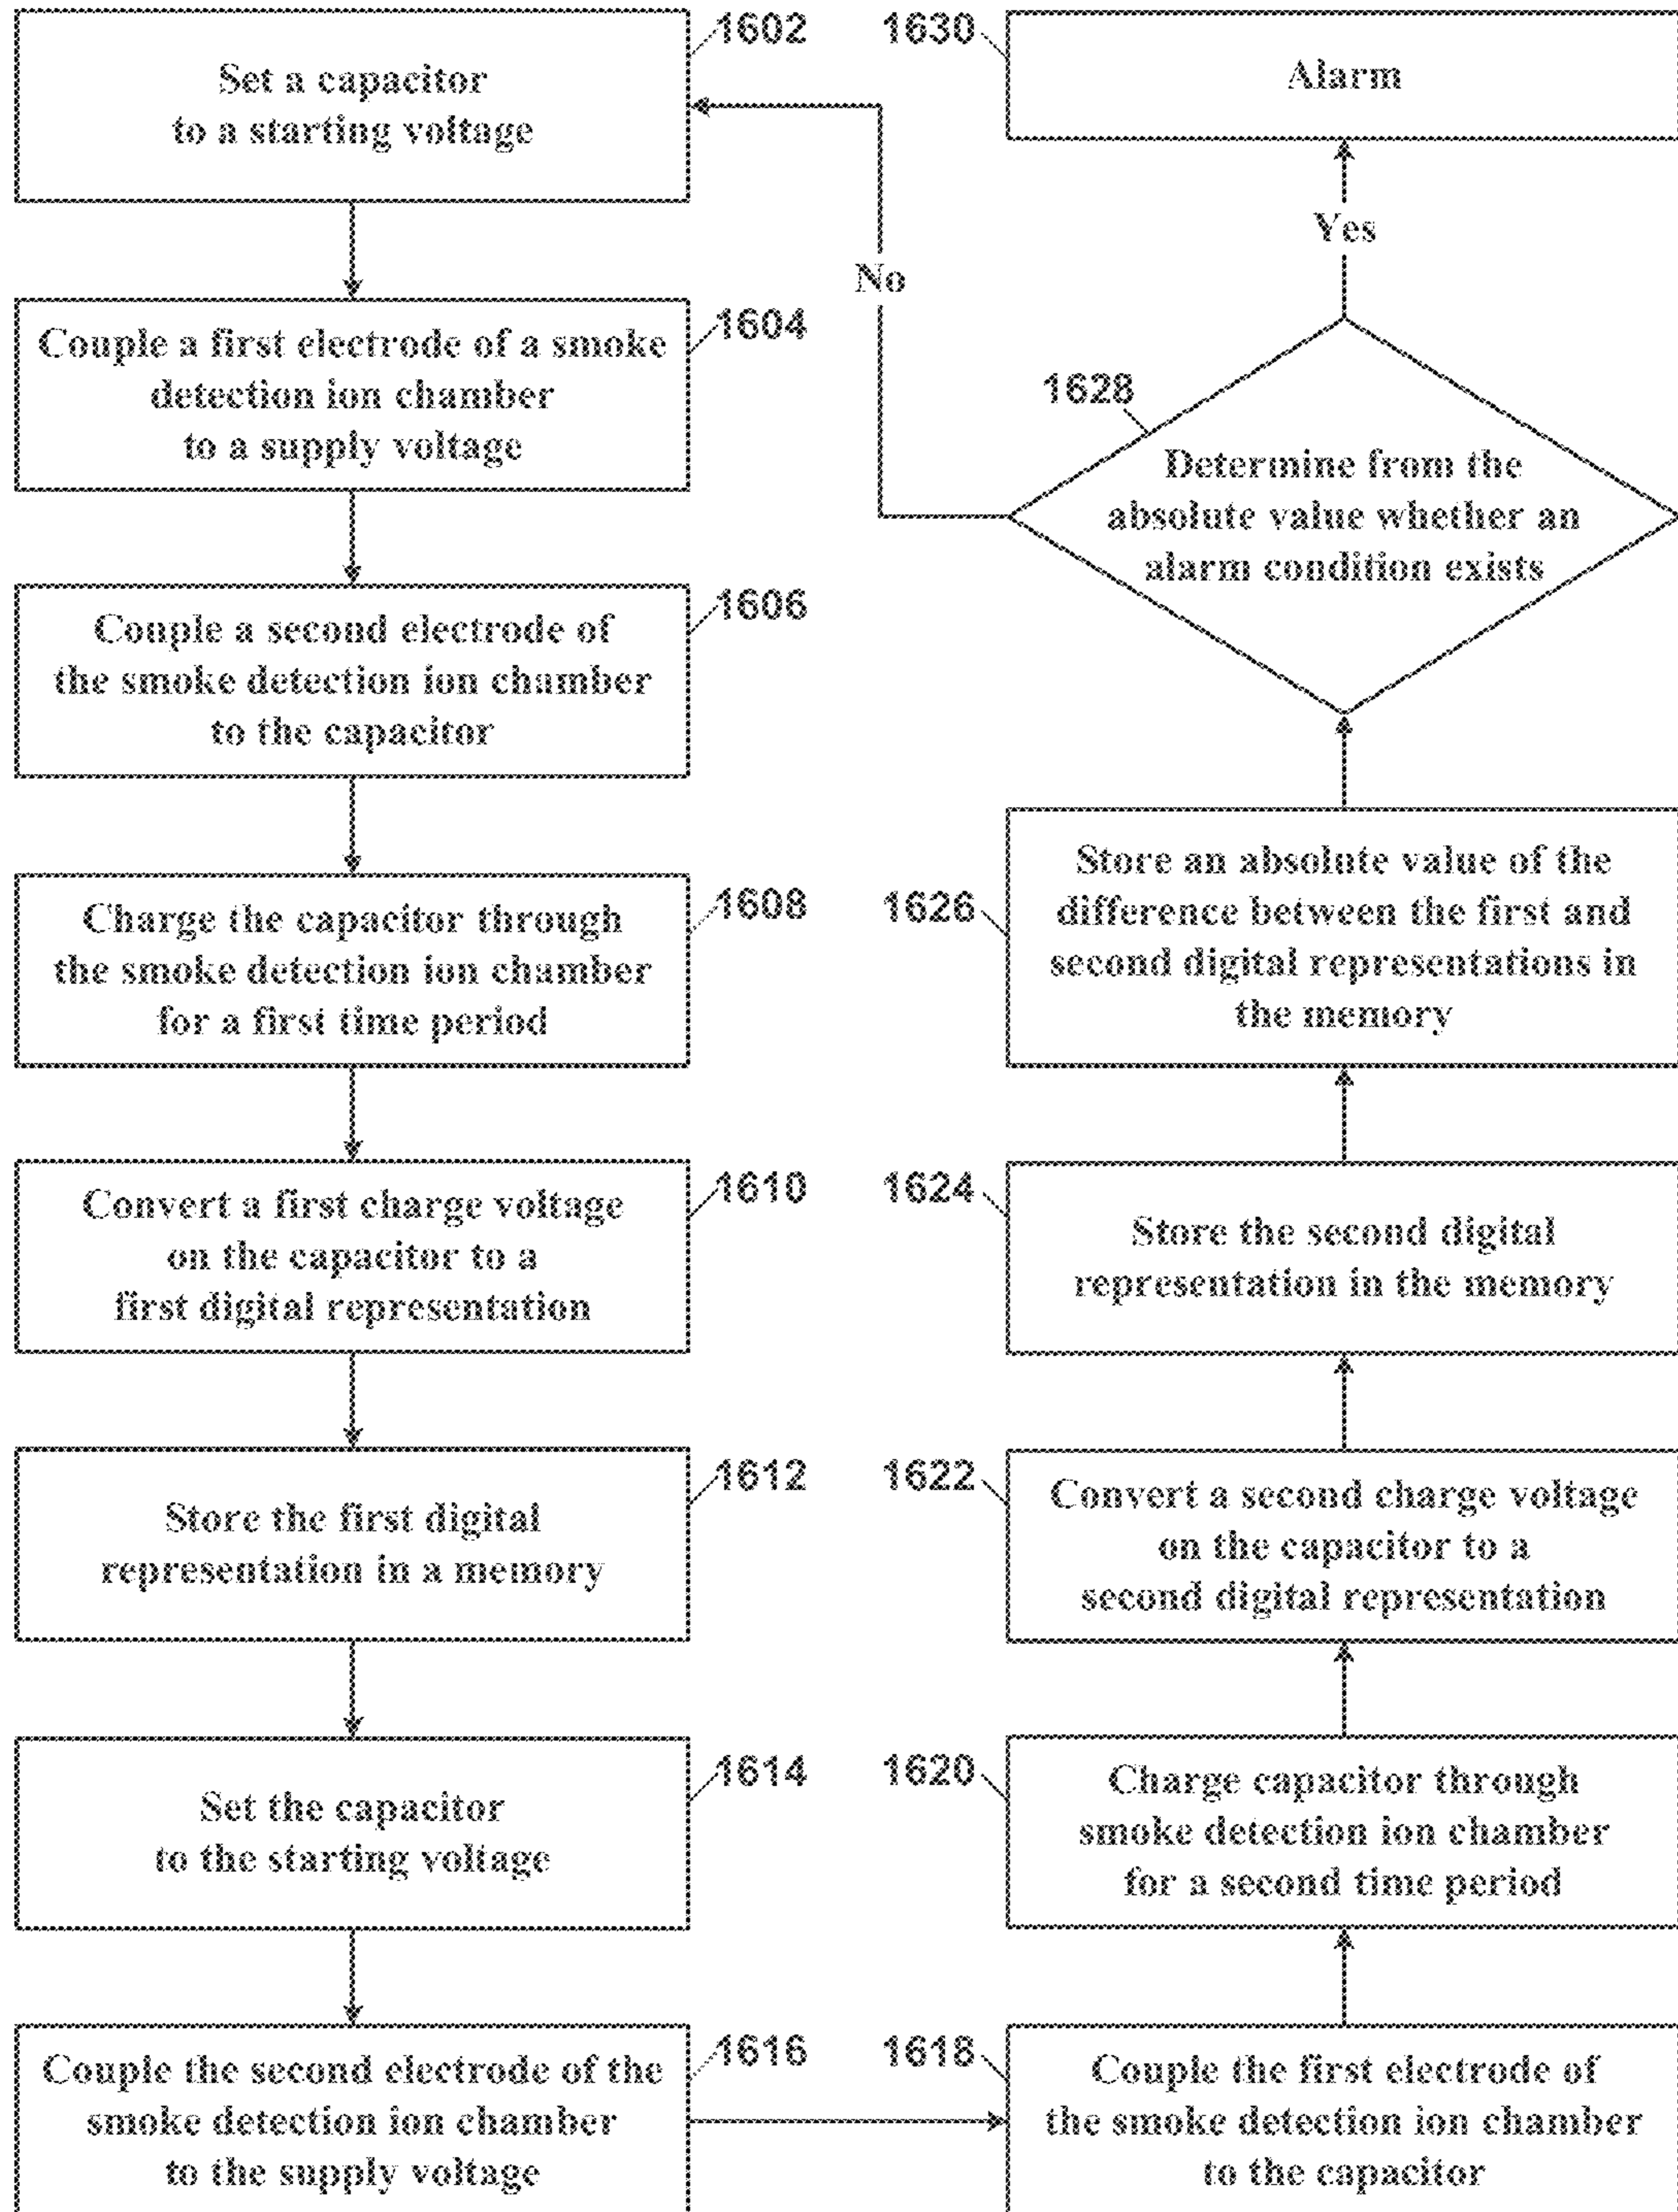 1602
Set a capacitor
to a starting voltage
1604
Couple a first electrode of a smoke
detection ion chamber
to a supply voltage
1606
Couple a second electrode of
the smoke detection ion chamber
to the capacitor
1608
Charge the capacitor through
the smoke detection ion chamber
for a first time period
1610
Convert a first charge voltage
on the capacitor to a
first digital representation
1612
Store the first digital
representation in a memory
1614
Set the capacitor
to the starting voltage
1616
Couple the second electrode of the
smoke detection ion chamber
to the supply voltage
1618
Couple the first electrode of
the smoke detection ion chamber
to the capacitor
1620
Charge capacitor through
smoke detection ion chamber
for a second time period
1622
Convert a second charge voltage
on the capacitor to a
second digital representation
1624
Store the second digital
representation in the memory
1626
Store an absolute value of the
difference between the first and
second digital representations in
the memory
1628
Determine from the
absolute value whether an
alarm condition exists
No
Yes
1630
Alarm